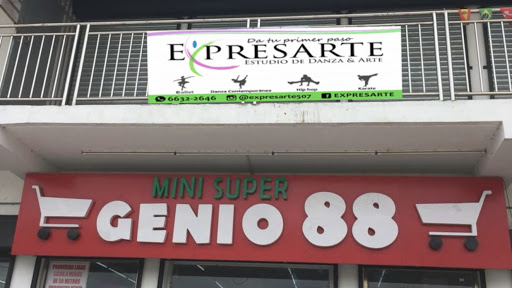 Da tu primer paso
EXPRESARTE
ESTUDIO DE DANZA & ARTE
Ballet Danza Contemporánea Hip hop Karate
6632-2646 @expresarte507 EXPRESARTE
MINI SUPER
GENIO 88